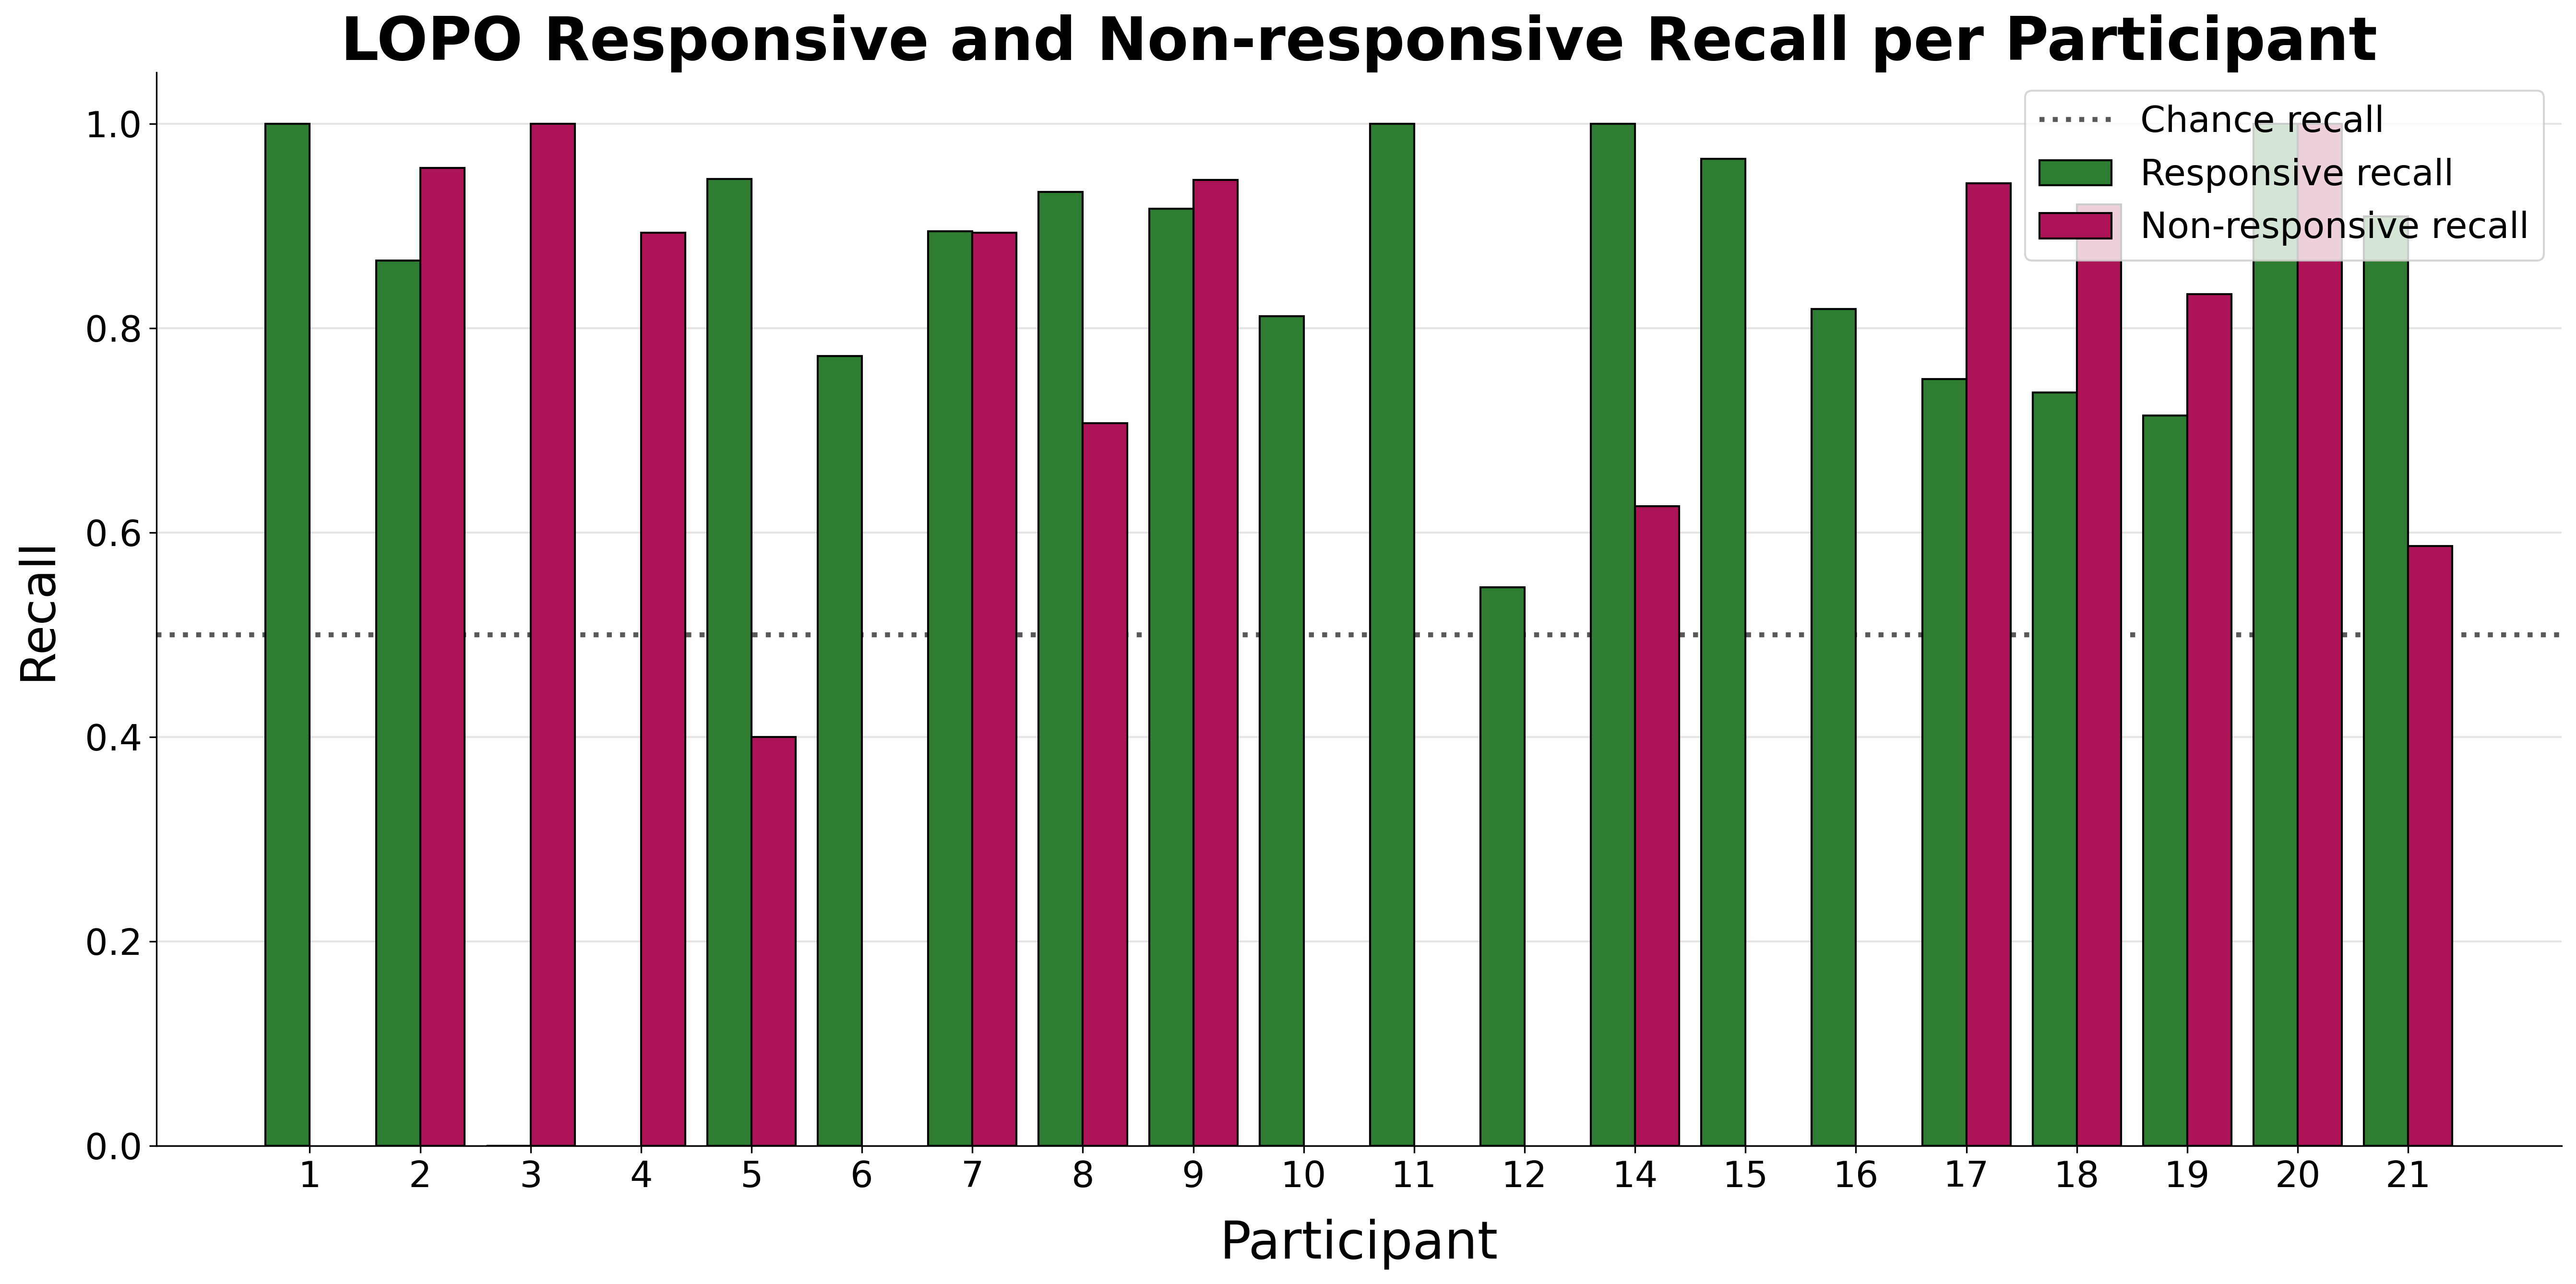 LOPO Responsive and Non-responsive Recall per Participant
Chance recall
Responsive recall
Non-responsive recall
1.0
0.8
0.6
0.4
0.2
0.0
Recall
1 2 3 4 5 6 7 8 9 10 11 12 14 15 16 17 18 19 20 21
Participant